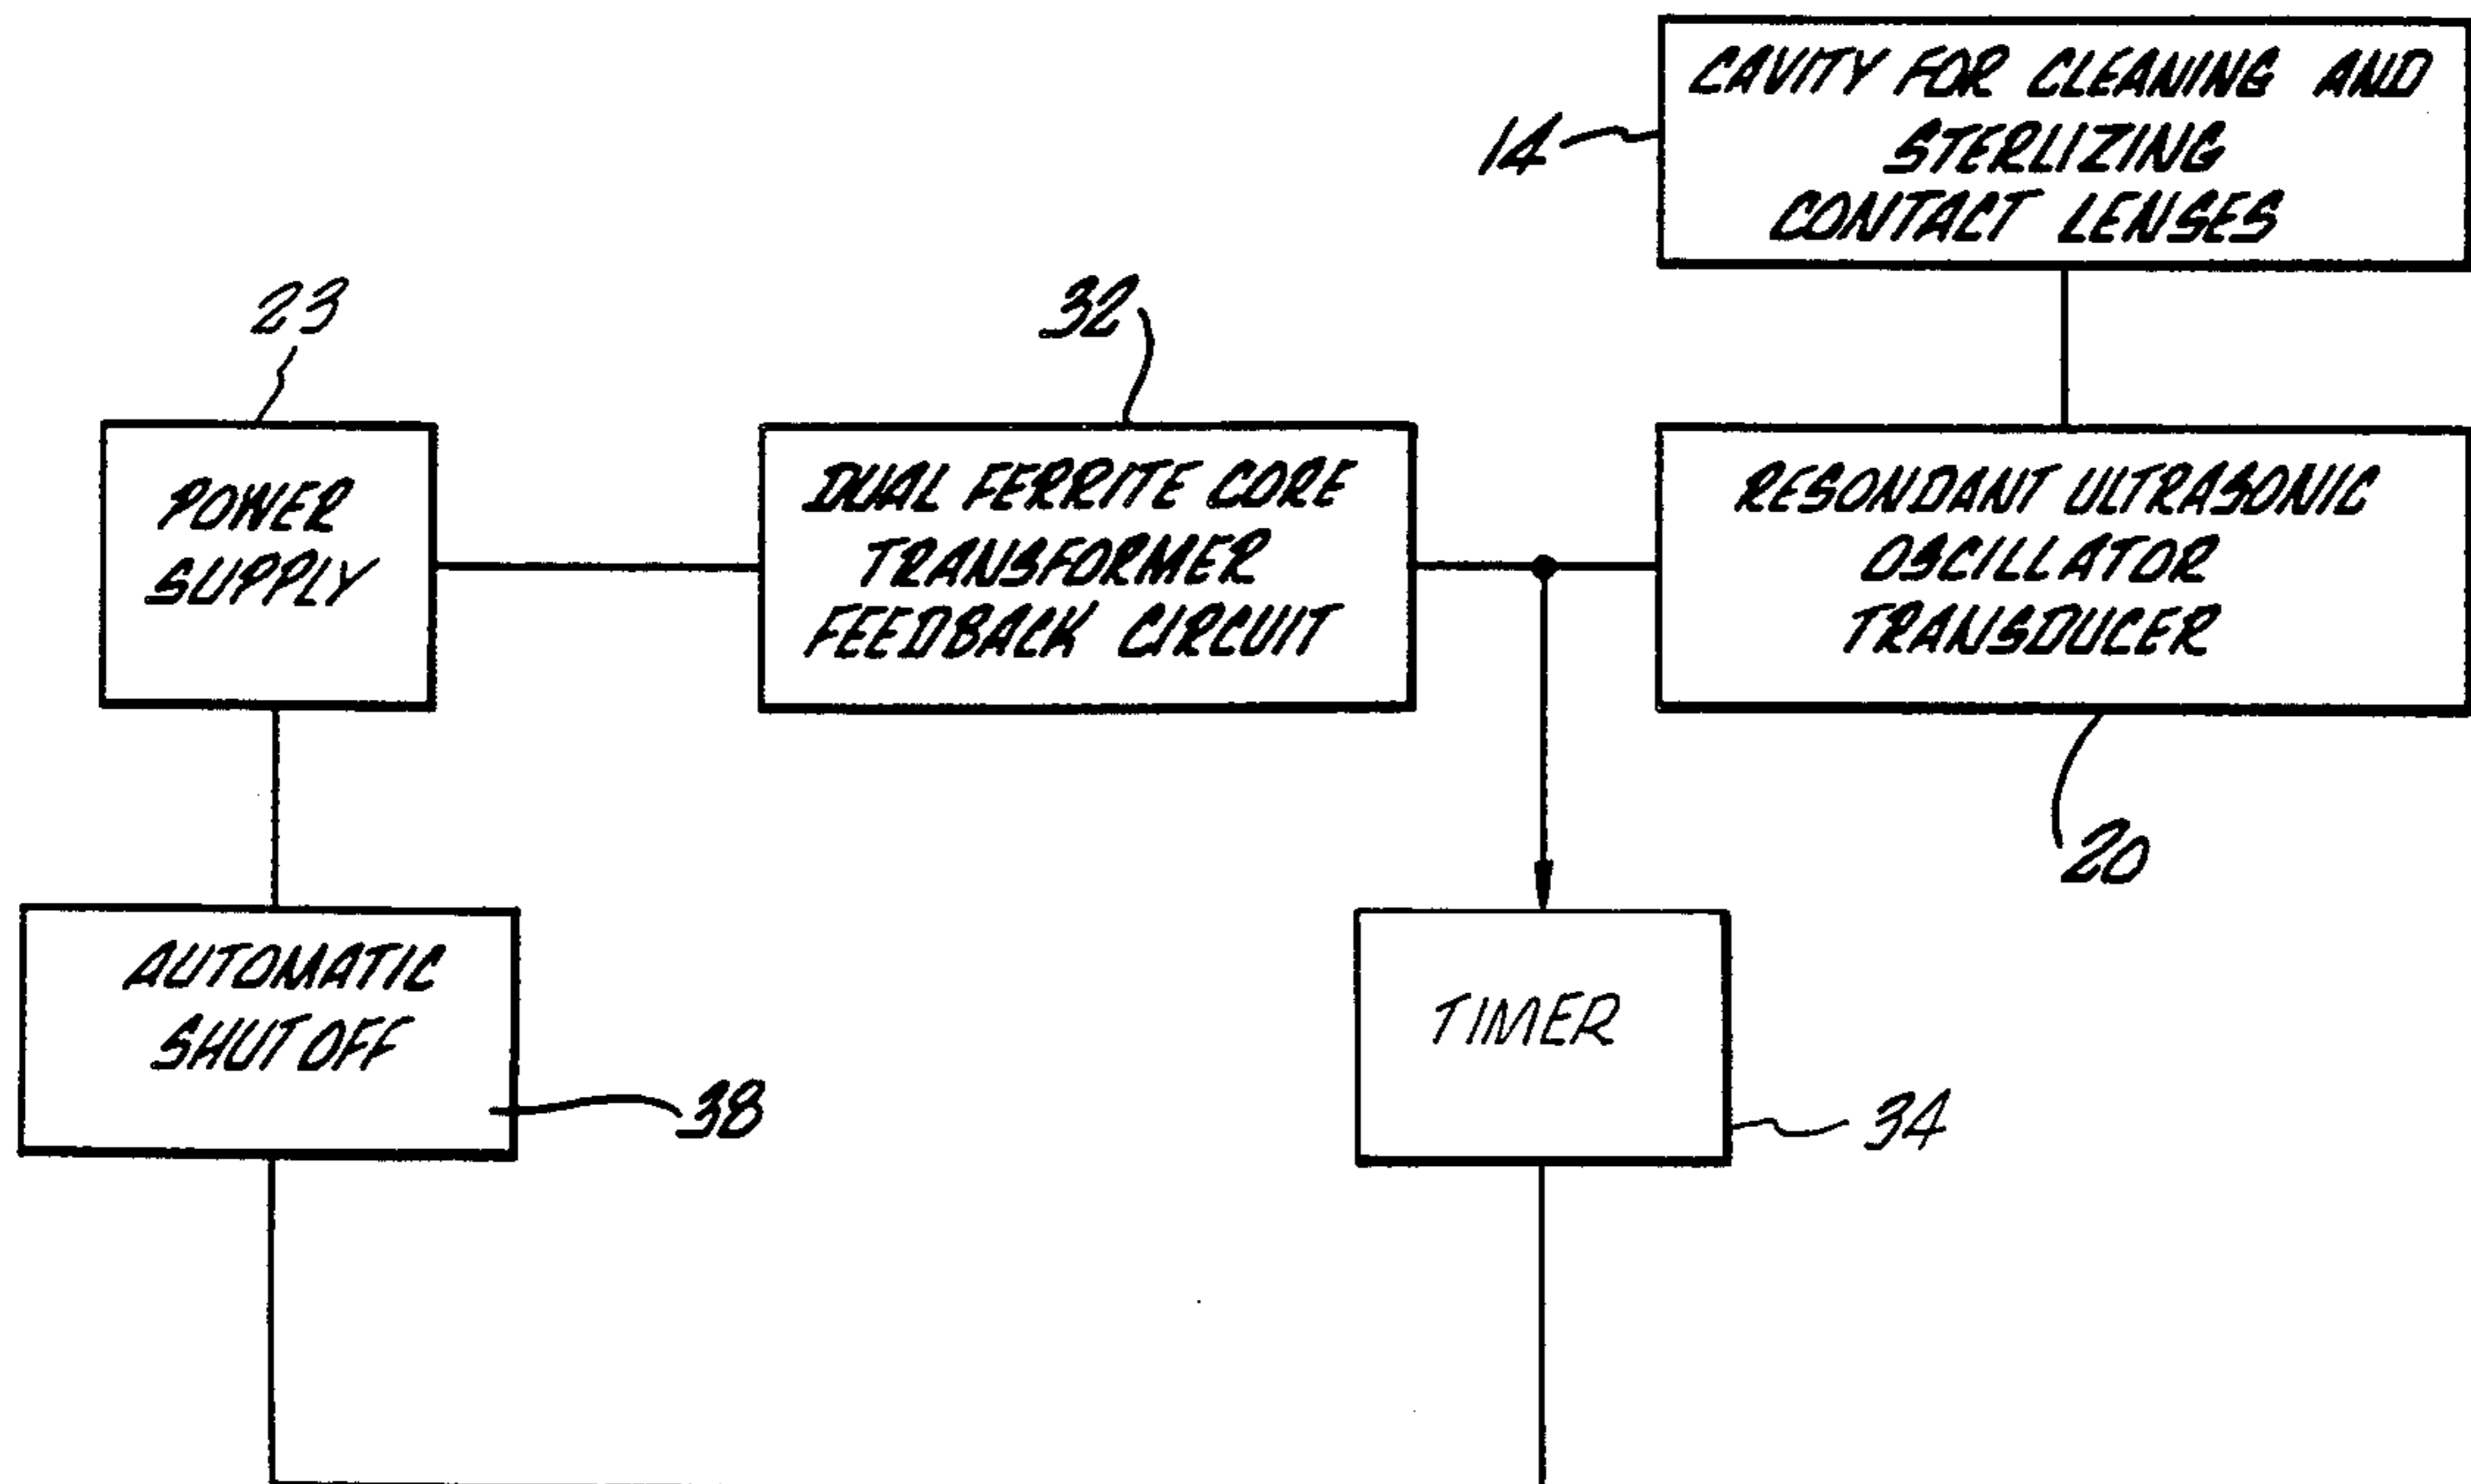 CAVITY FOR CLEANING AND
STERLIZING
CONTACT LENSES
14
23
32
POWER
SUPPLY
DUAL FERRITE CORE
TRANSFORMER
FEEDBACK CIRCUIT
RESONDANT ULTRASONIC
OSCILLATOR
TRANSDUCER
20
AUTOMATIC
SHUT OFF
38
TIMER
34